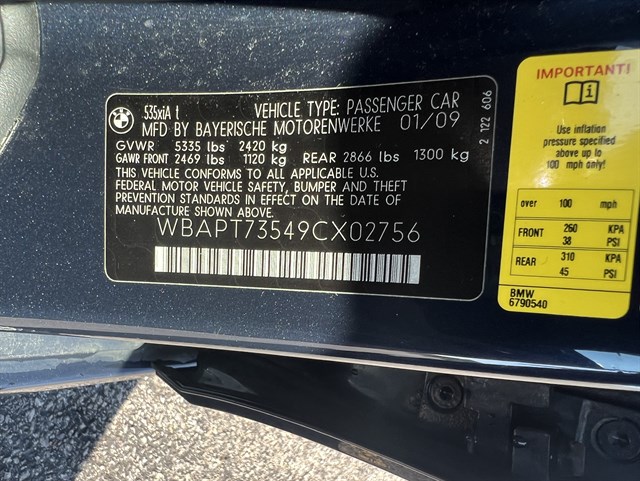 BMW
535xiA t VEHICLE TYPE: PASSENGER CAR
MFD BY BAYERISCHE MOTORENWERKE 01/09
GVWR 5335 lbs 2420 kg
GAWR FRONT 2469 lbs 1120 kg REAR 2866 lbs 1300 kg
THIS VEHICLE CONFORMS TO ALL APPLICABLE U.S.
FEDERAL MOTOR VEHICLE SAFETY, BUMPER AND THEFT
PREVENTION STANDARDS IN EFFECT ON THE DATE OF
MANUFACTURE SHOWN ABOVE.
WBAPT73549CX02756
2 122 606
IMPORTANT!
Use inflation
pressure specified
above up to
100 mph only!
over 100 mph
FRONT 260 KPA
38 PSI
REAR 310 KPA
45 PSI
BMW
6790540